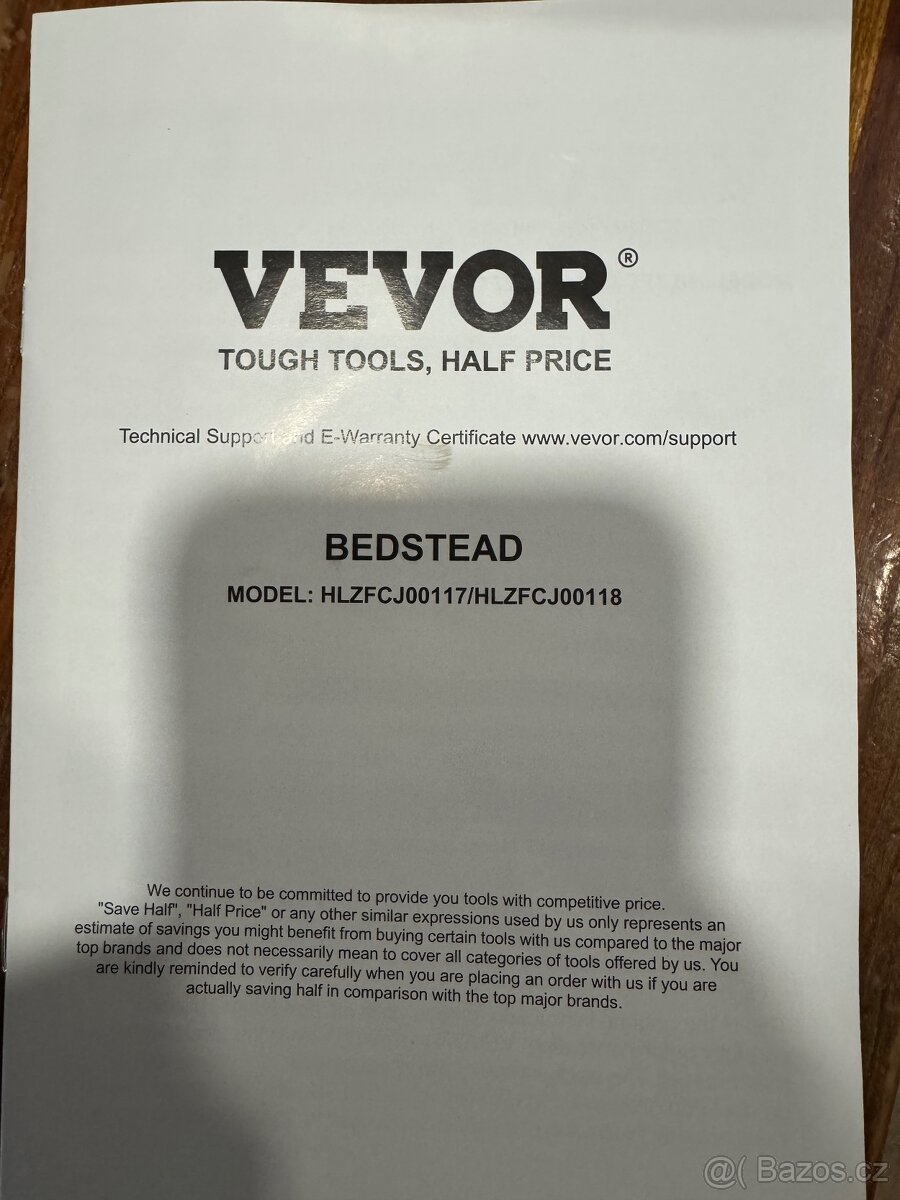 VEVOR®
TOUGH TOOLS, HALF PRICE
Technical Support and E-Warranty Certificate www.vevor.com/support
BEDSTEAD
MODEL: HLZFCJ00117/HLZFCJ00118
We continue to be committed to provide you tools with competitive price.
"Save Half", "Half Price" or any other similar expressions used by us only represents an
estimate of savings you might benefit from buying certain tools with us compared to the major
top brands and does not necessarily mean to cover all categories of tools offered by us. You
are kindly reminded to verify carefully when you are placing an order with us if you are
actually saving half in comparison with the top major brands.
@( Bazos.cz